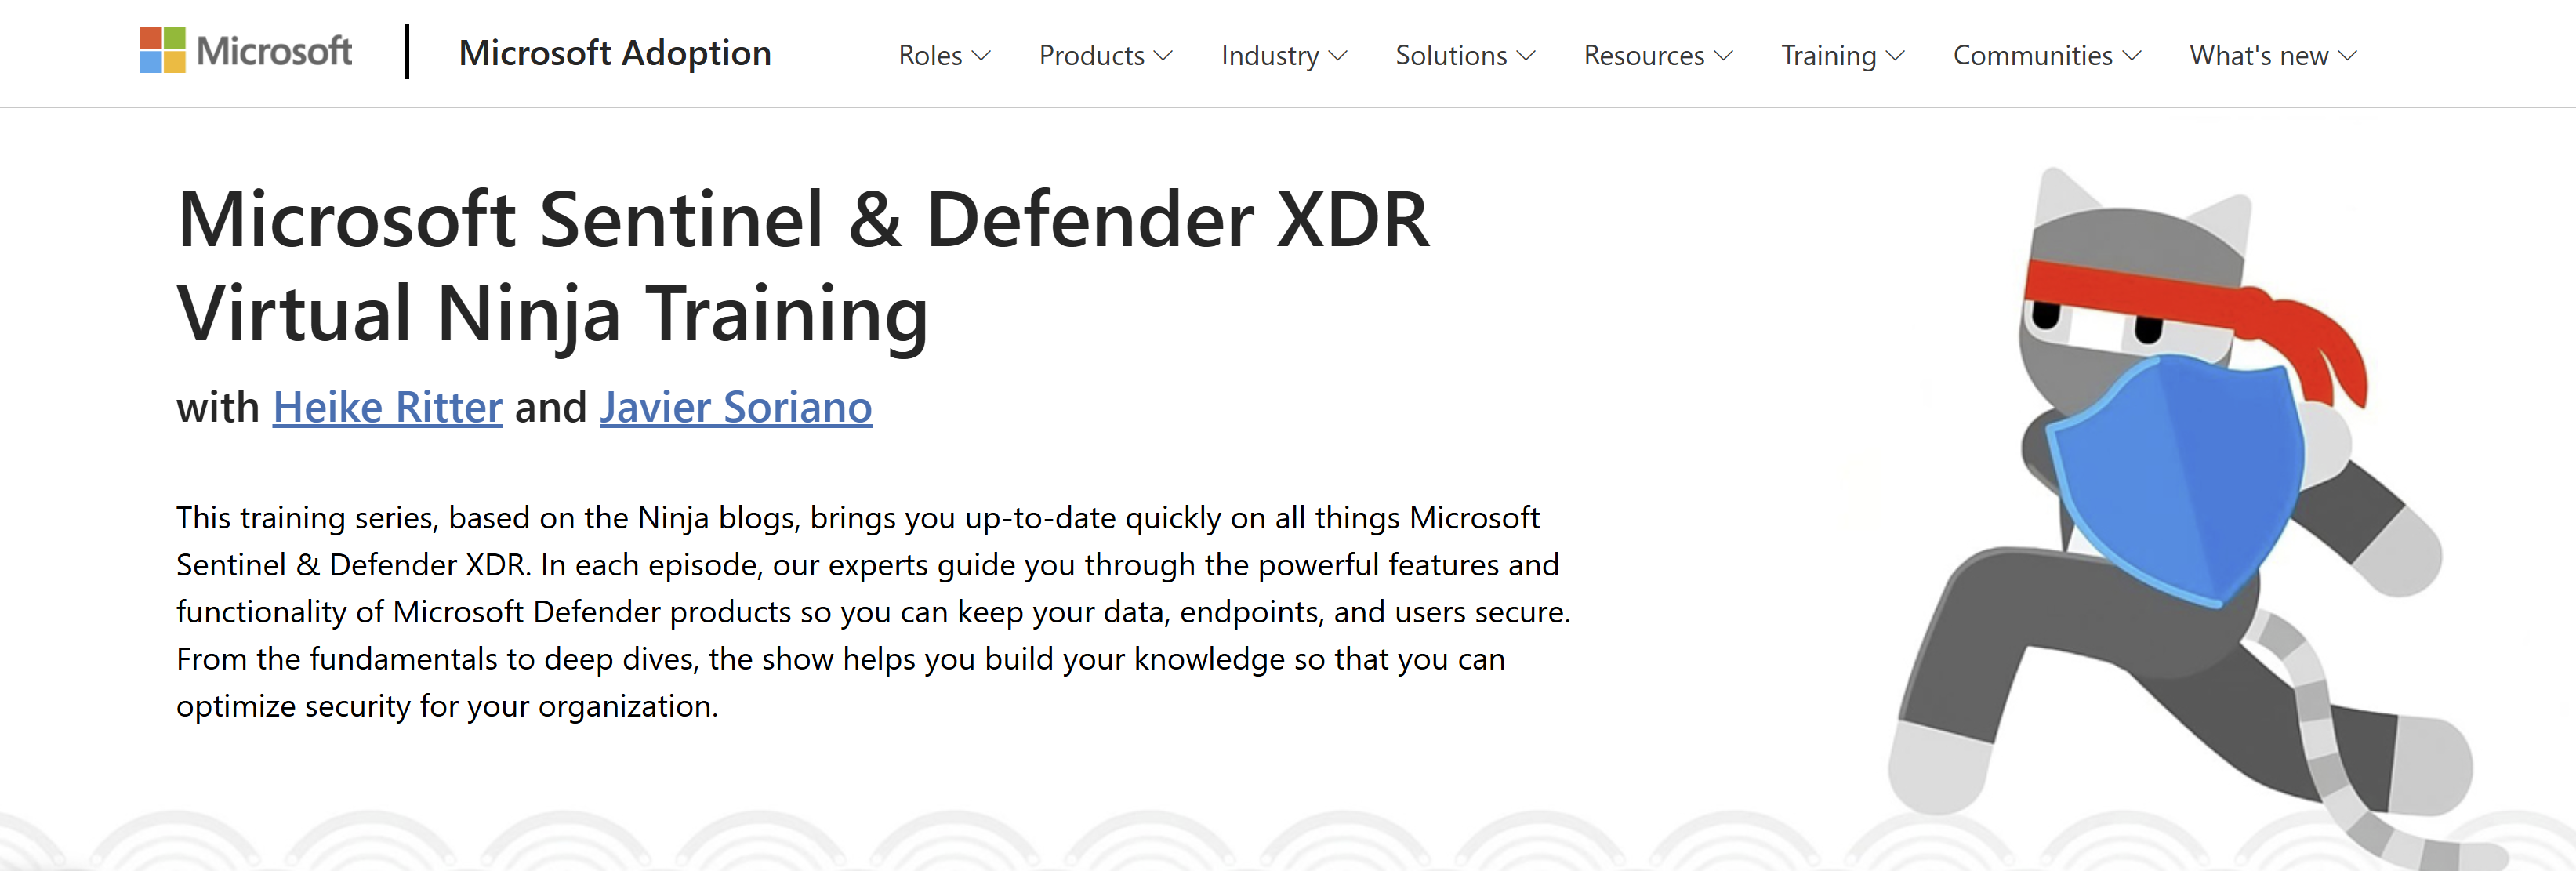 Microsoft
Microsoft Adoption
Roles
Products
Industry
Solutions
Resources
Training
Communities
What's new
Microsoft Sentinel & Defender XDR
Virtual Ninja Training
with Heike Ritter and Javier Soriano
This training series, based on the Ninja blogs, brings you up-to-date quickly on all things Microsoft
Sentinel & Defender XDR. In each episode, our experts guide you through the powerful features and
functionality of Microsoft Defender products so you can keep your data, endpoints, and users secure.
From the fundamentals to deep dives, the show helps you build your knowledge so that you can
optimize security for your organization.